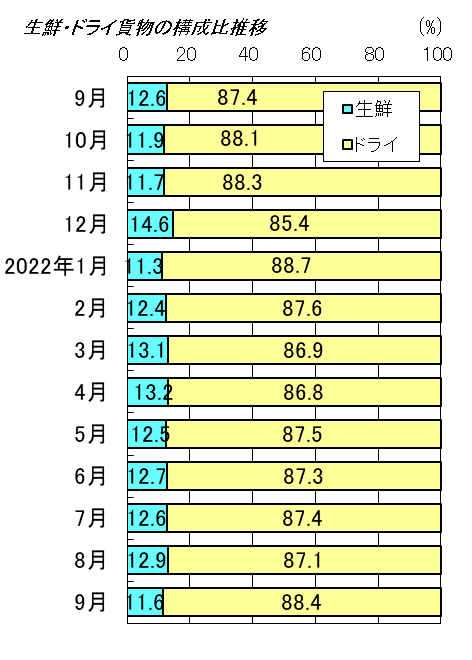 生鮮・ドライ貨物の構成比推移 (%)
0 20 40 60 80 100
生鮮
ドライ
9月 12.6 87.4
10月 11.9 88.1
11月 11.7 88.3
12月 14.6 85.4
2022年1月 11.3 88.7
2月 12.4 87.6
3月 13.1 86.9
4月 13.2 86.8
5月 12.5 87.5
6月 12.7 87.3
7月 12.6 87.4
8月 12.9 87.1
9月 11.6 88.4